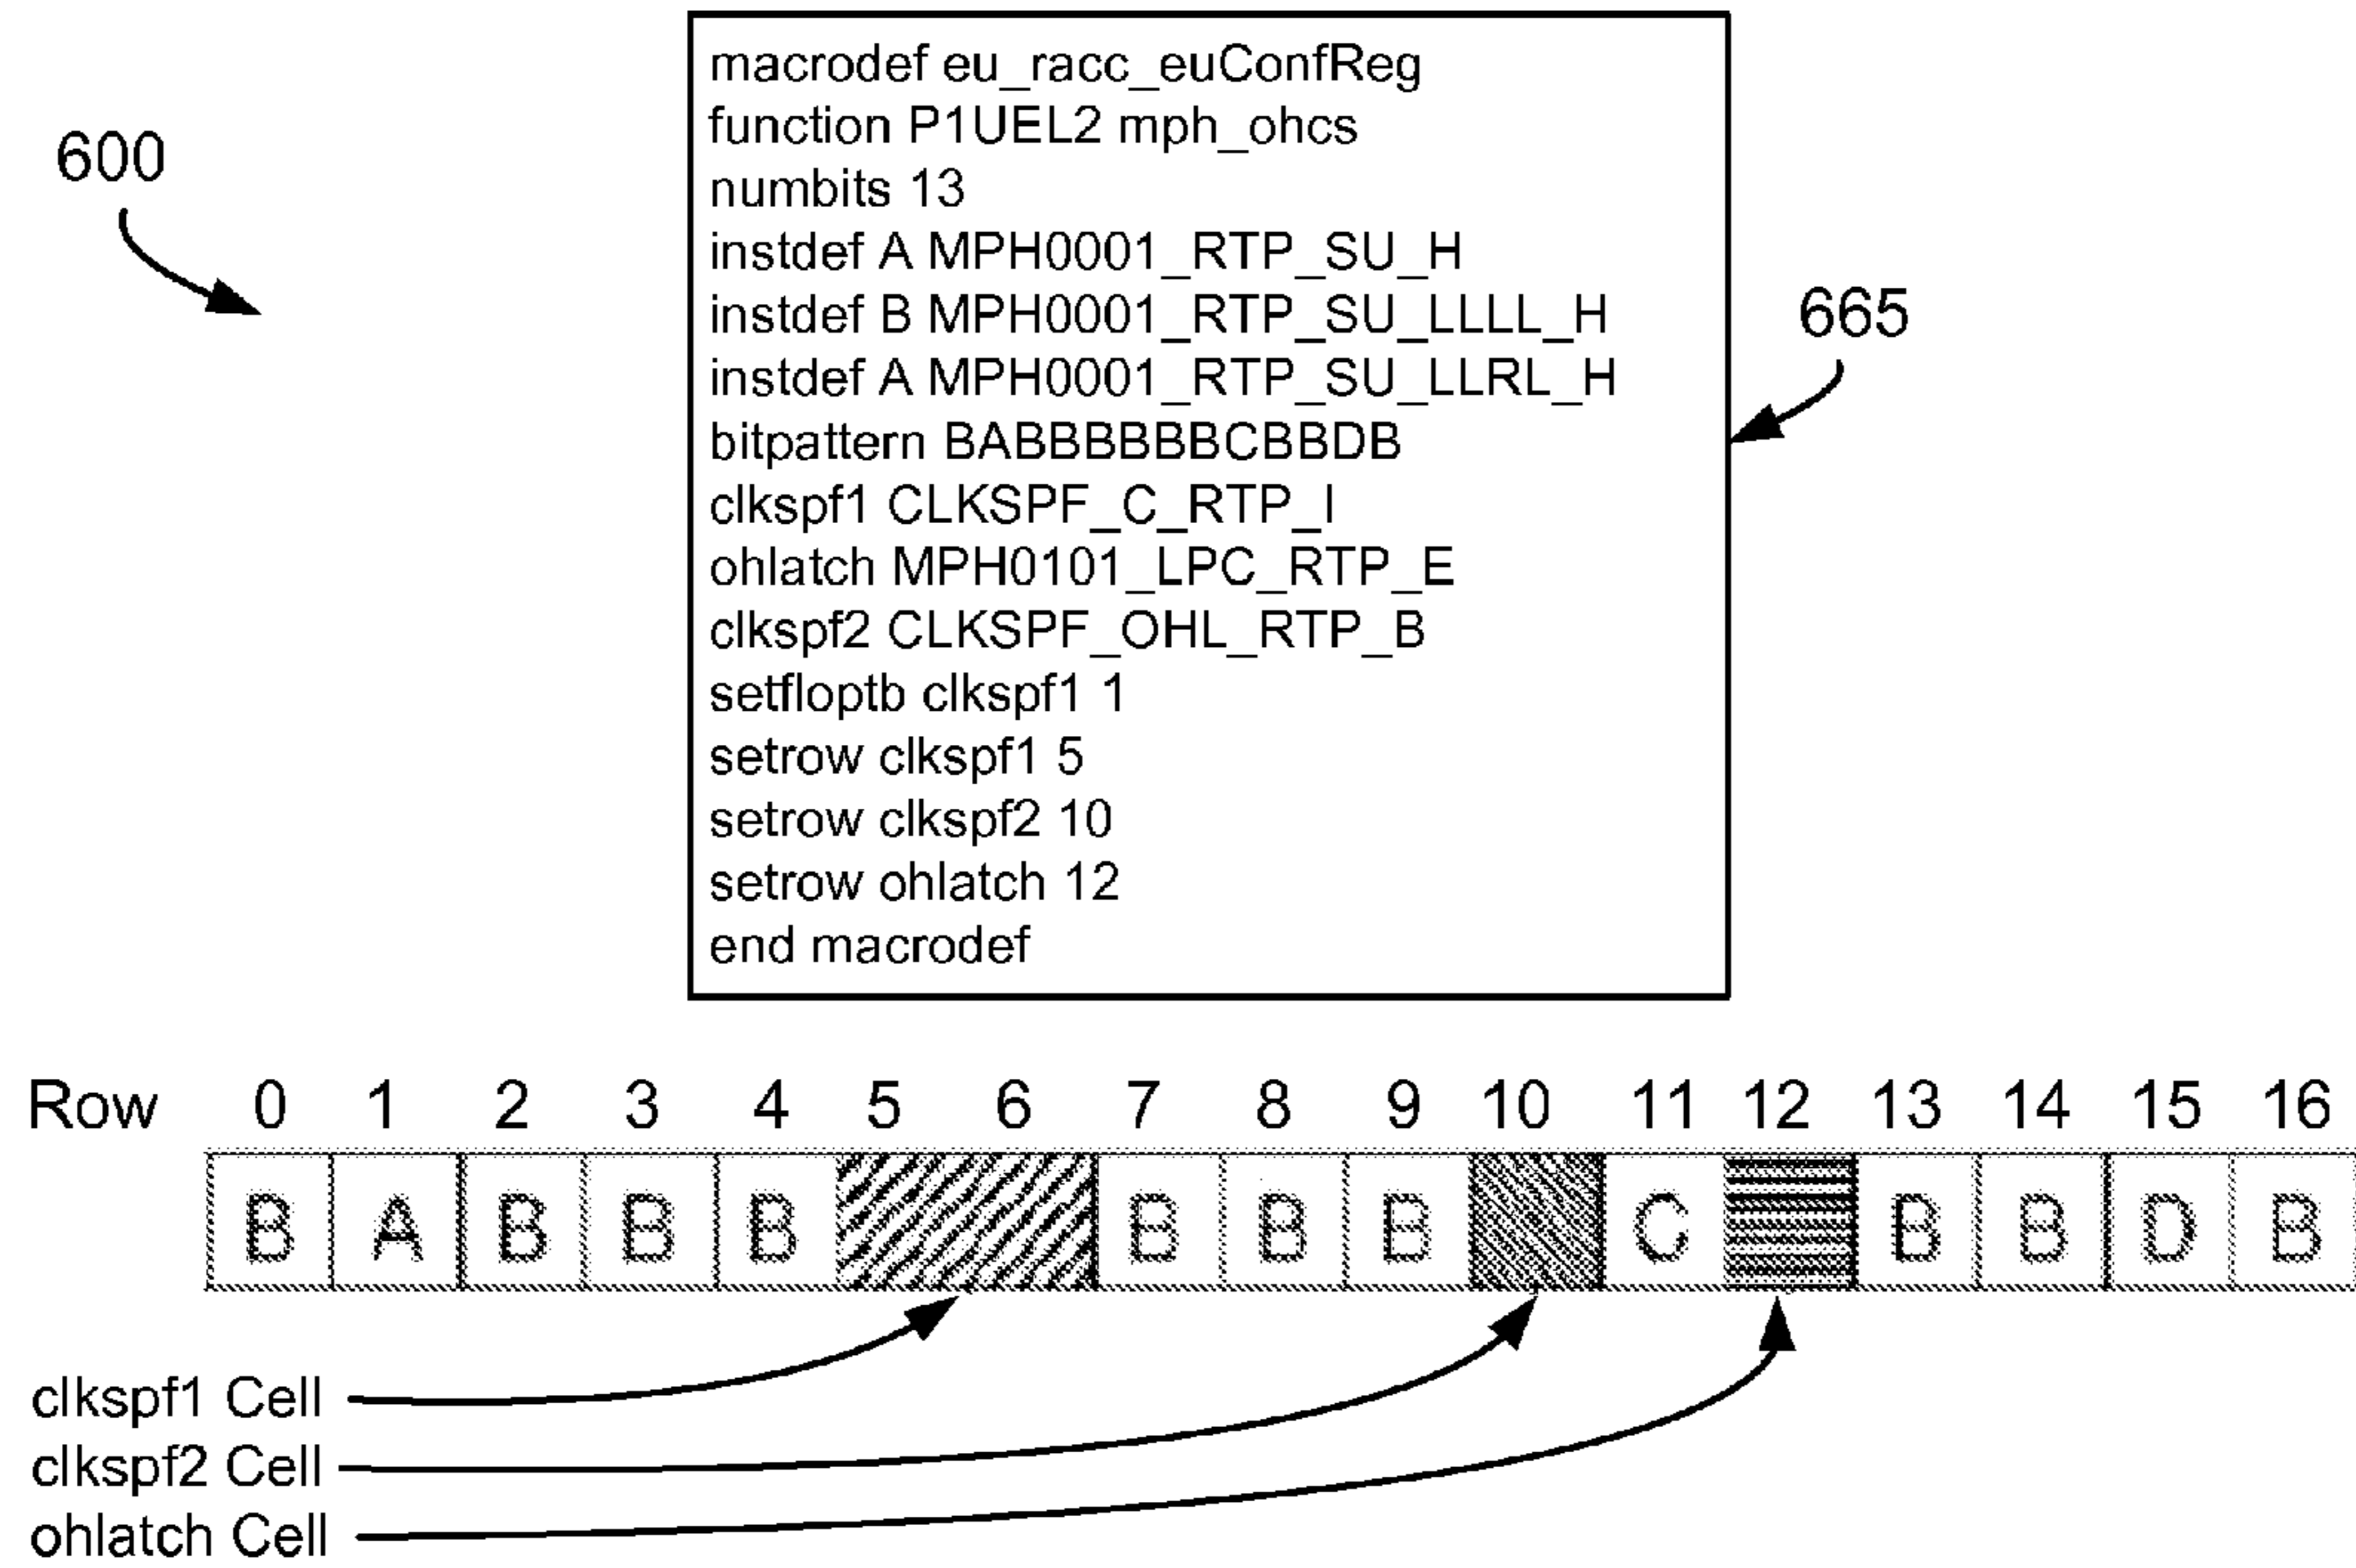 600
macrodef eu_racc_euConfReg
function P1UEL2 mph_ohcs
numbits 13
instdef A MPH0001_RTP_SU_H
instdef B MPH0001_RTP_SU_LLLL_H
instdef A MPH0001_RTP_SU_LLRL_H
bitpattern BABBBBBBCBBDB
clkspf1 CLKSPF_C_RTP_I
ohlatch MPH0101_LPC_RTP_E
clkspf2 CLKSPF_OHL_RTP_B
setfloptb clkspf1 1
setrow clkspf1 5
setrow clkspf2 10
setrow ohlatch 12
end macrodef
665
Row 0 1 2 3 4 5 6 7 8 9 10 11 12 13 14 15 16
B A B B B B B B C B B D B
clkspf1 Cell
clkspf2 Cell
ohlatch Cell